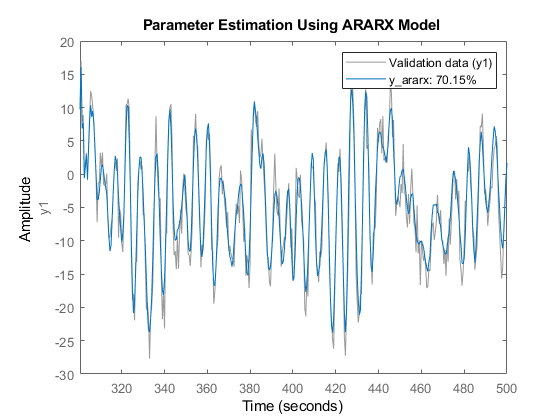 Parameter Estimation Using ARARX Model
Validation data (y1)
y_ararx: 70.15%
20
15
10
5
0
-5
-10
-15
-20
-25
-30
Amplitude
y1
320 340 360 380 400 420 440 460 480 500
Time (seconds)